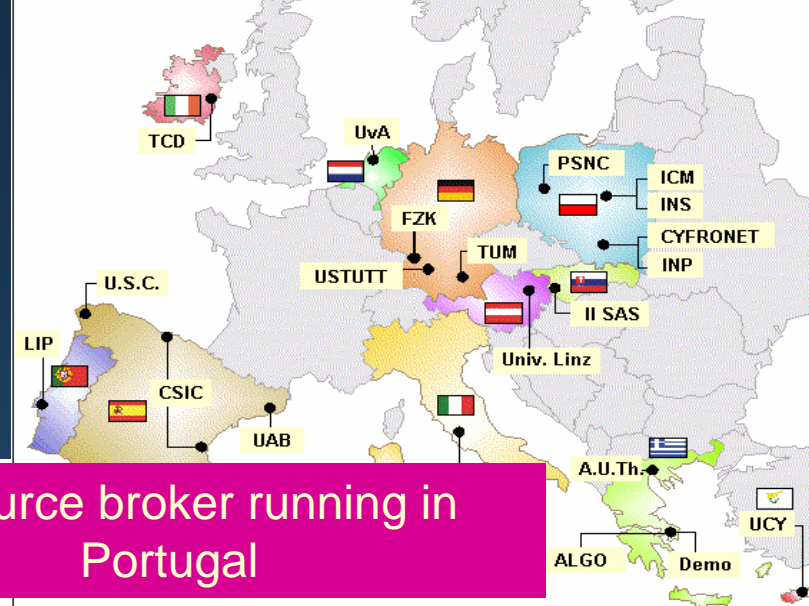 TCD
UvA
PSNC
ICM
INS
FZK
CYFRONET
TUM
INP
USTUTT
U.S.C.
II SAS
LIP
Univ. Linz
CSIC
UAB
A.U.Th.
UCY
ALGO
Demo
urce broker running in
Portugal